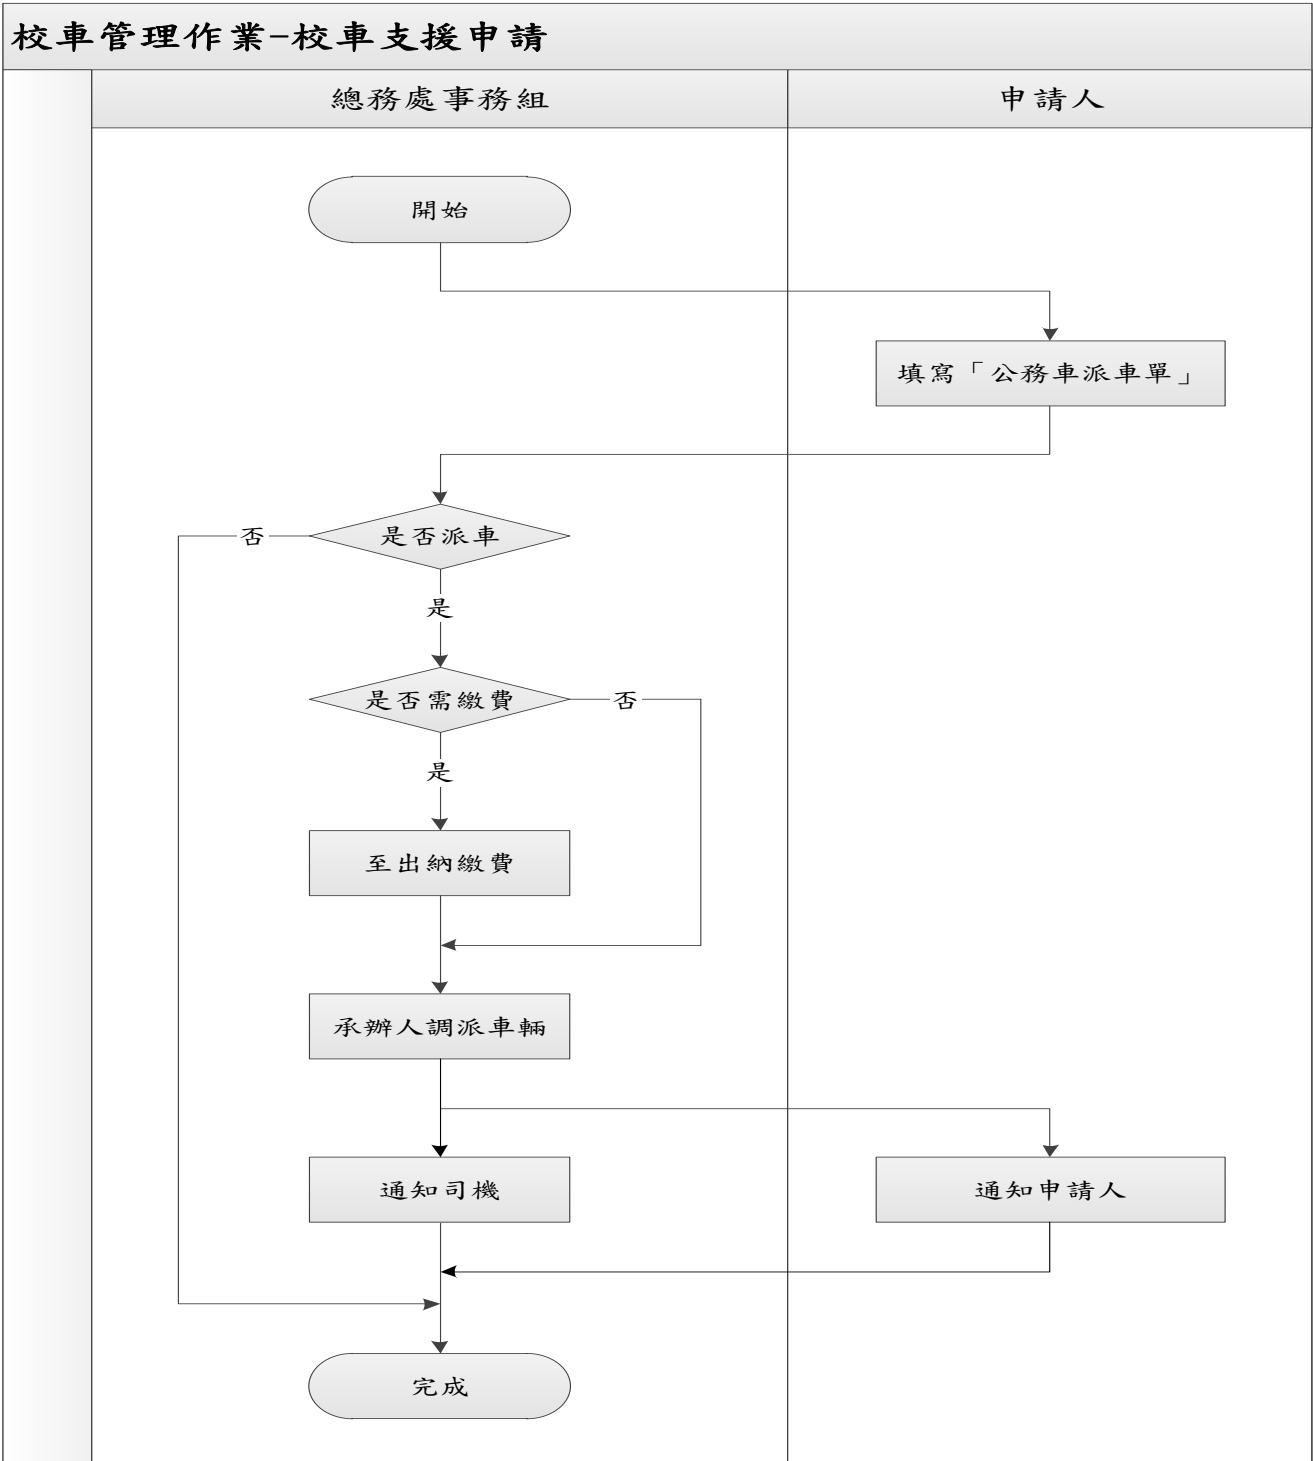 校車管理作業-校車支援申請
總務處事務組
申請人
開始
填寫「公務車派車單」
是否派車
否
是
是否需繳費
否
是
至出納繳費
承辦人調派車輛
通知司機
通知申請人
完成